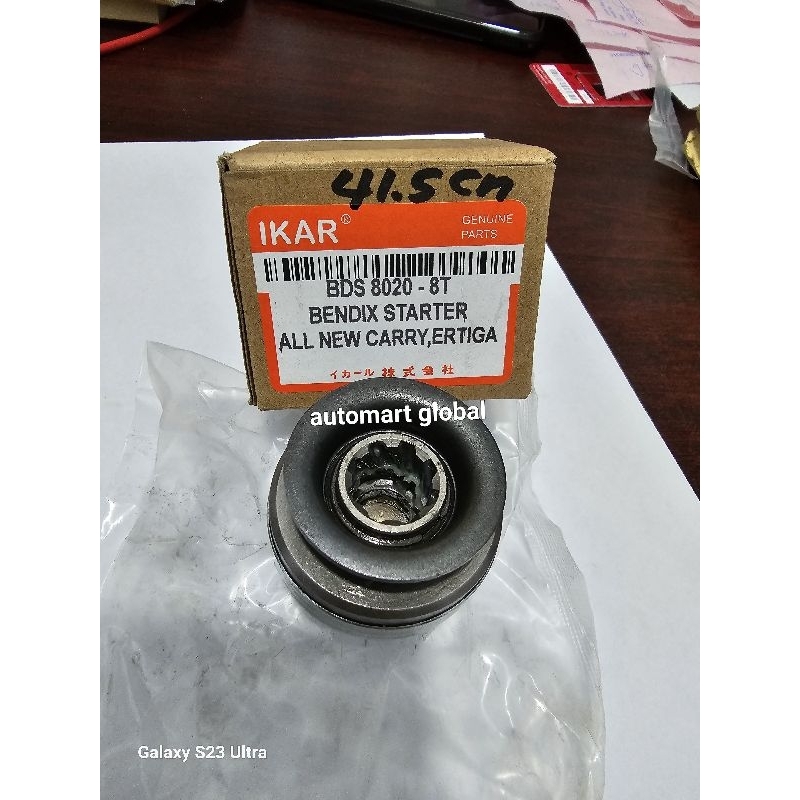 41.5cm
IKAR®
GENUINE
PARTS
BDS 8020 - 8T
BENDIX STARTER
ALL NEW CARRY,ERTIGA
イカール 株式会社
automart global
Galaxy S23 Ultra